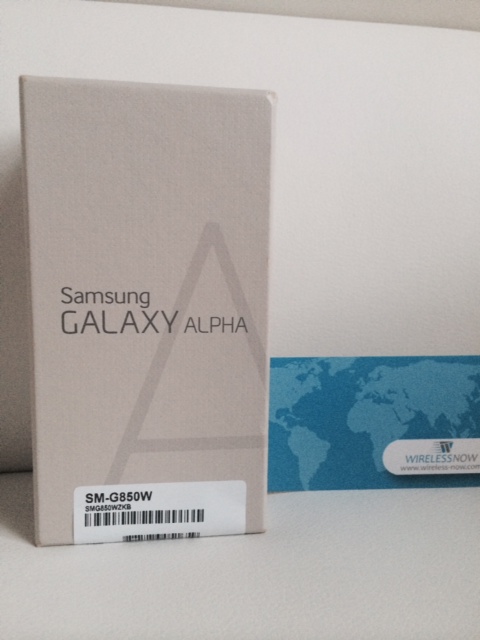 Samsung
GALAXY ALPHA
SM-G850W
SMG850WZKB
W
WIRELESSNOW
www.wireless-now.com